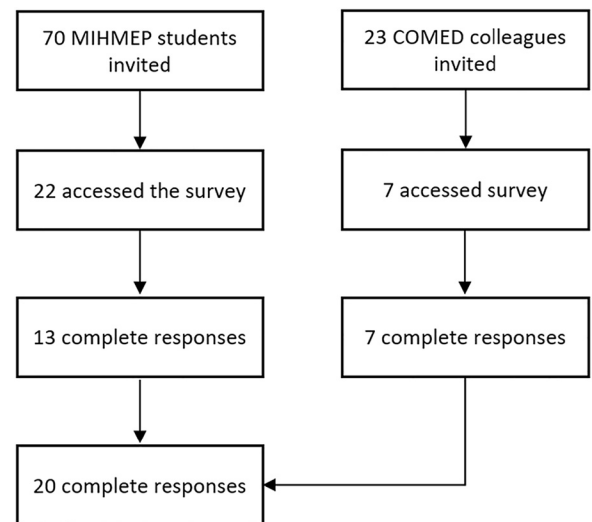 70 MIHMEP students
invited
23 COMED colleagues
invited
22 accessed the survey
7 accessed survey
13 complete responses
7 complete responses
20 complete responses